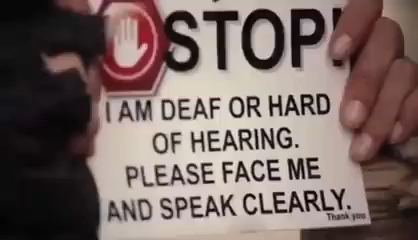 STOP!
I AM DEAF OR HARD
OF HEARING.
PLEASE FACE ME
AND SPEAK CLEARLY.
Thank you